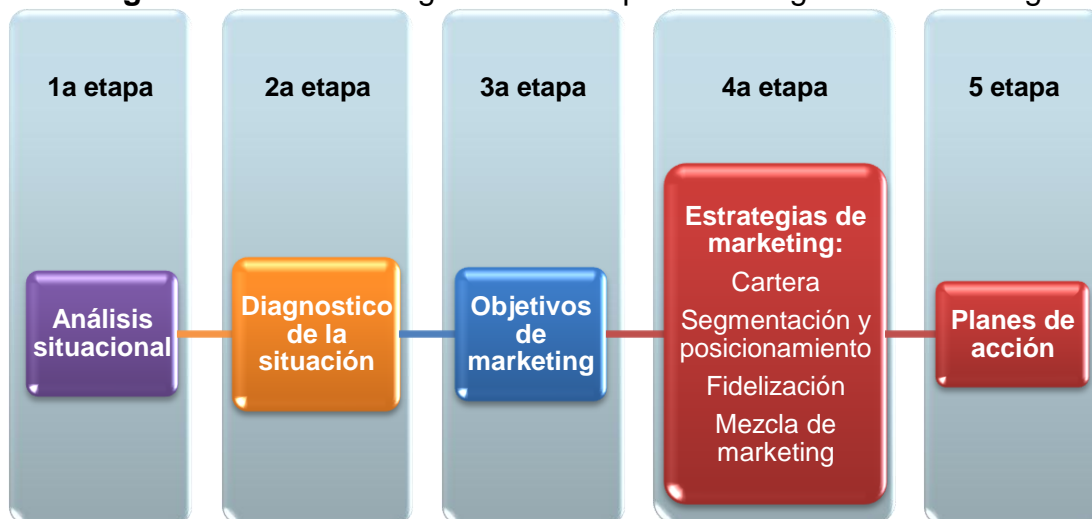 1a etapa
Análisis
situacional
2a etapa
Diagnostico
de la
situación
3a etapa
Objetivos
de
marketing
4a etapa
Estrategias de
marketing:
Cartera
Segmentación y
posicionamiento
Fidelización
Mezcla de
marketing
5 etapa
Planes de
acción